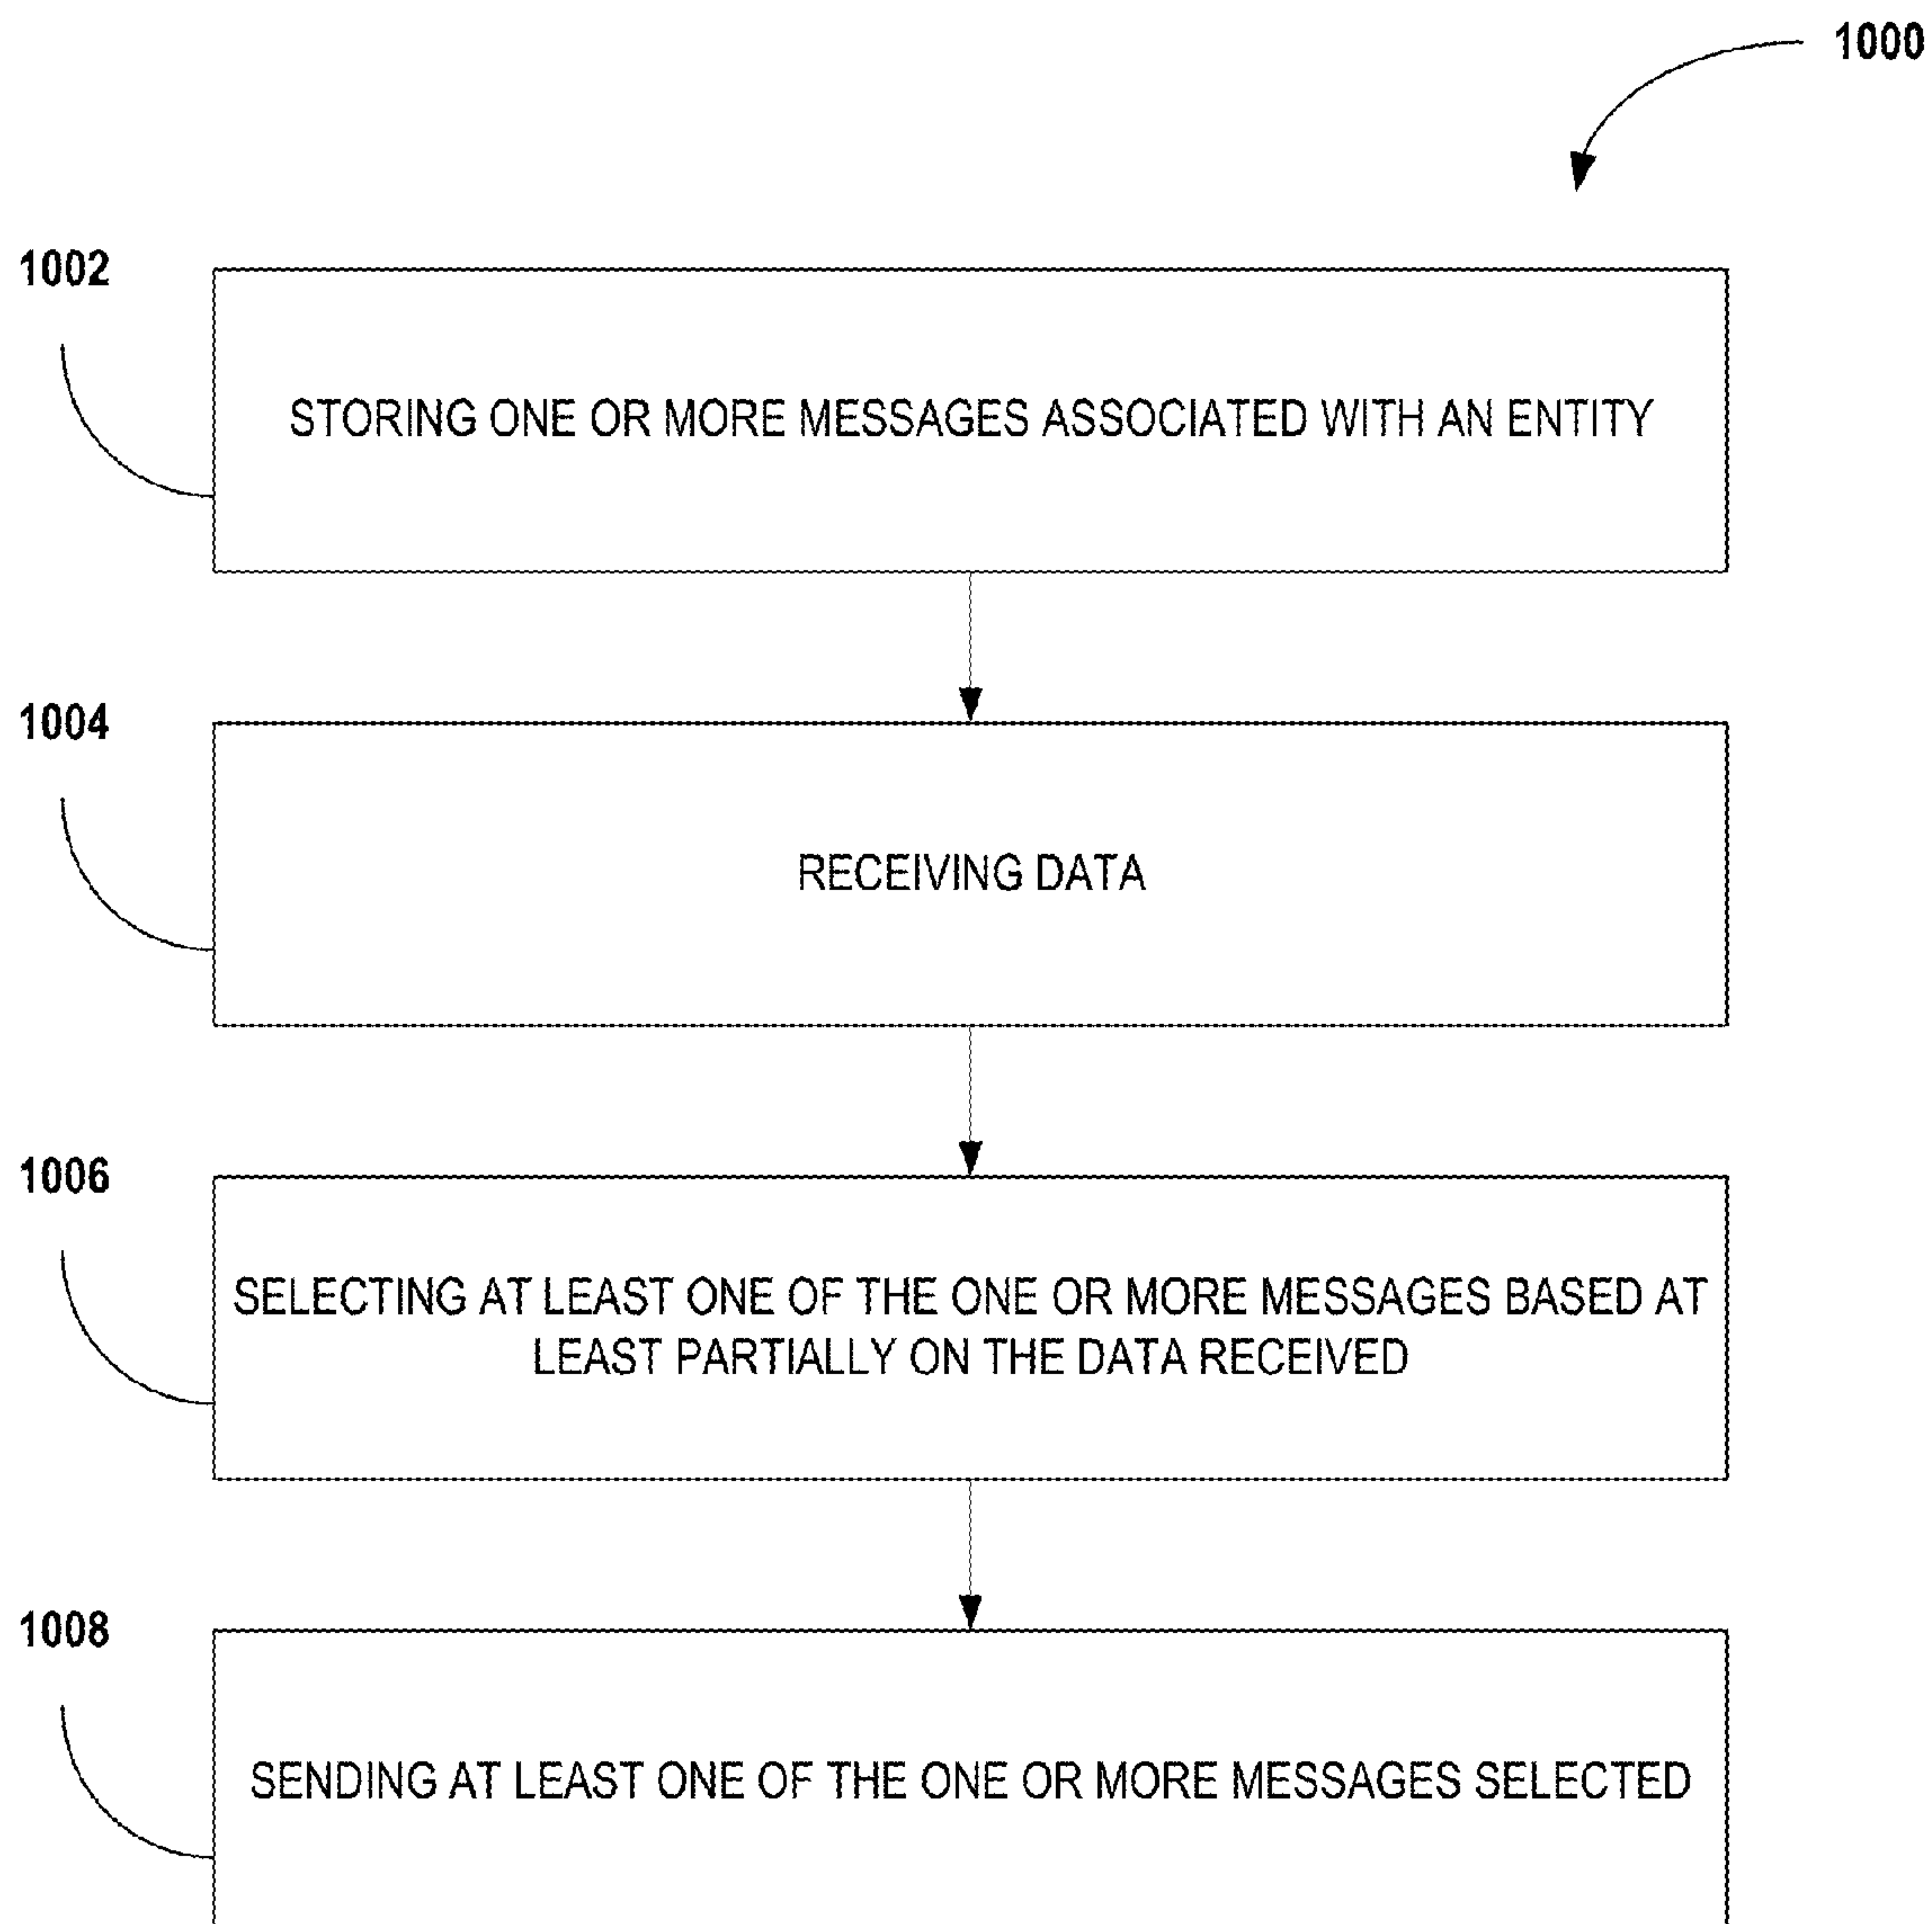 1000
1002
STORING ONE OR MORE MESSAGES ASSOCIATED WITH AN ENTITY
1004
RECEIVING DATA
1006
SELECTING AT LEAST ONE OF THE ONE OR MORE MESSAGES BASED AT
LEAST PARTIALLY ON THE DATA RECEIVED
1008
SENDING AT LEAST ONE OF THE ONE OR MORE MESSAGES SELECTED